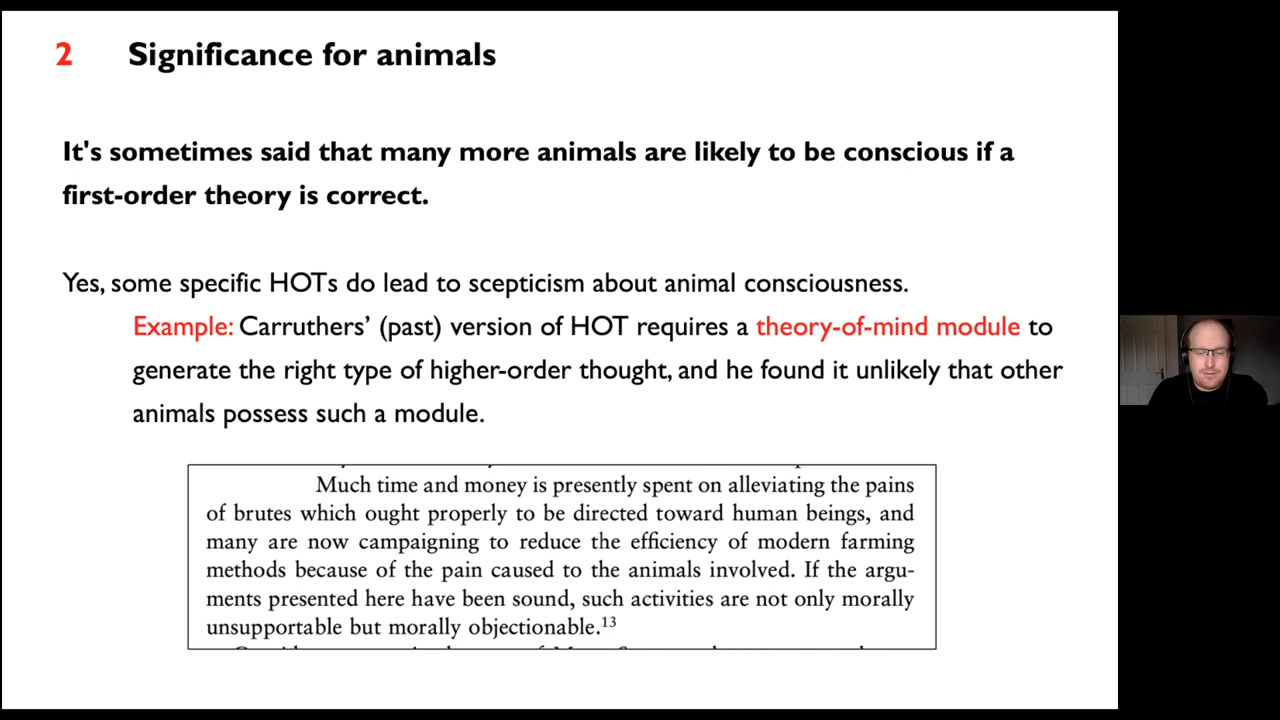 2 Significance for animals
It's sometimes said that many more animals are likely to be conscious if a
first-order theory is correct.
Yes, some specific HOTs do lead to scepticism about animal consciousness.
Example: Carruthers’ (past) version of HOT requires a theory-of-mind module to
generate the right type of higher-order thought, and he found it unlikely that other
animals possess such a module.
Much time and money is presently spent on alleviating the pains
of brutes which ought properly to be directed toward human beings, and
many are now campaigning to reduce the efficiency of modern farming
methods because of the pain caused to the animals involved. If the argu-
ments presented here have been sound, such activities are not only morally
unsupportable but morally objectionable.¹³